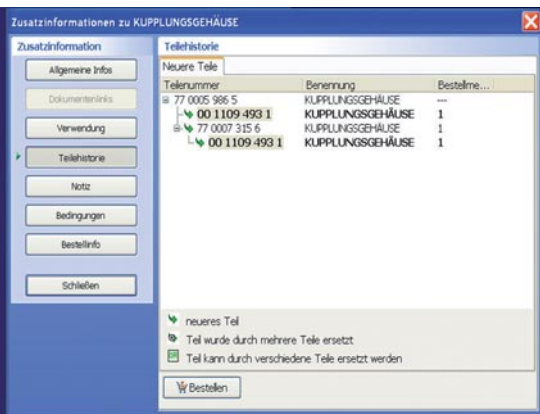 Zusatzinformationen zu KUPPLUNGSGEHÄUSE
Zusatzinformation
Allgemeine Infos
Dokumentenlinks
Verwendung
Teilehistorie
Notiz
Bedingungen
Bestellinfo
Schließen
Teilehistorie
Neuere Teile
Teilenummer Benennung Bestellme...
77 0005 986 5 KUPPLUNGSGEHÄUSE ---
00 1109 493 1 KUPPLUNGSGEHÄUSE 1
77 0007 315 6 KUPPLUNGSGEHÄUSE 1
00 1109 493 1 KUPPLUNGSGEHÄUSE 1
neueres Teil
Teil wurde durch mehrere Teile ersetzt
Teil kann durch verschiedene Teile ersetzt werden
Bestellen